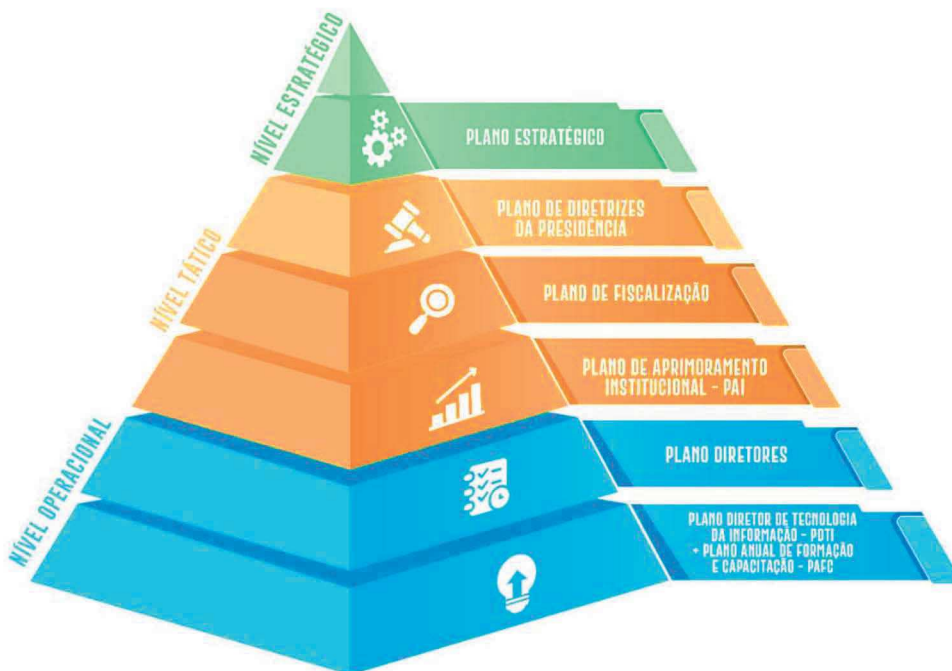 NÍVEL ESTRATÉGICO
PLANO ESTRATÉGICO
NÍVEL TÁTICO
PLANO DE DIRETRIZES
DA PRESIDÊNCIA
PLANO DE FISCALIZAÇÃO
PLANO DE APRIMORAMENTO
INSTITUCIONAL - PAI
NÍVEL OPERACIONAL
PLANO DIRETORES
PLANO DIRETOR DE TECNOLOGIA
DA INFORMAÇÃO - PDTI
+ PLANO ANUAL DE FORMAÇÃO
E CAPACITAÇÃO - PAFC